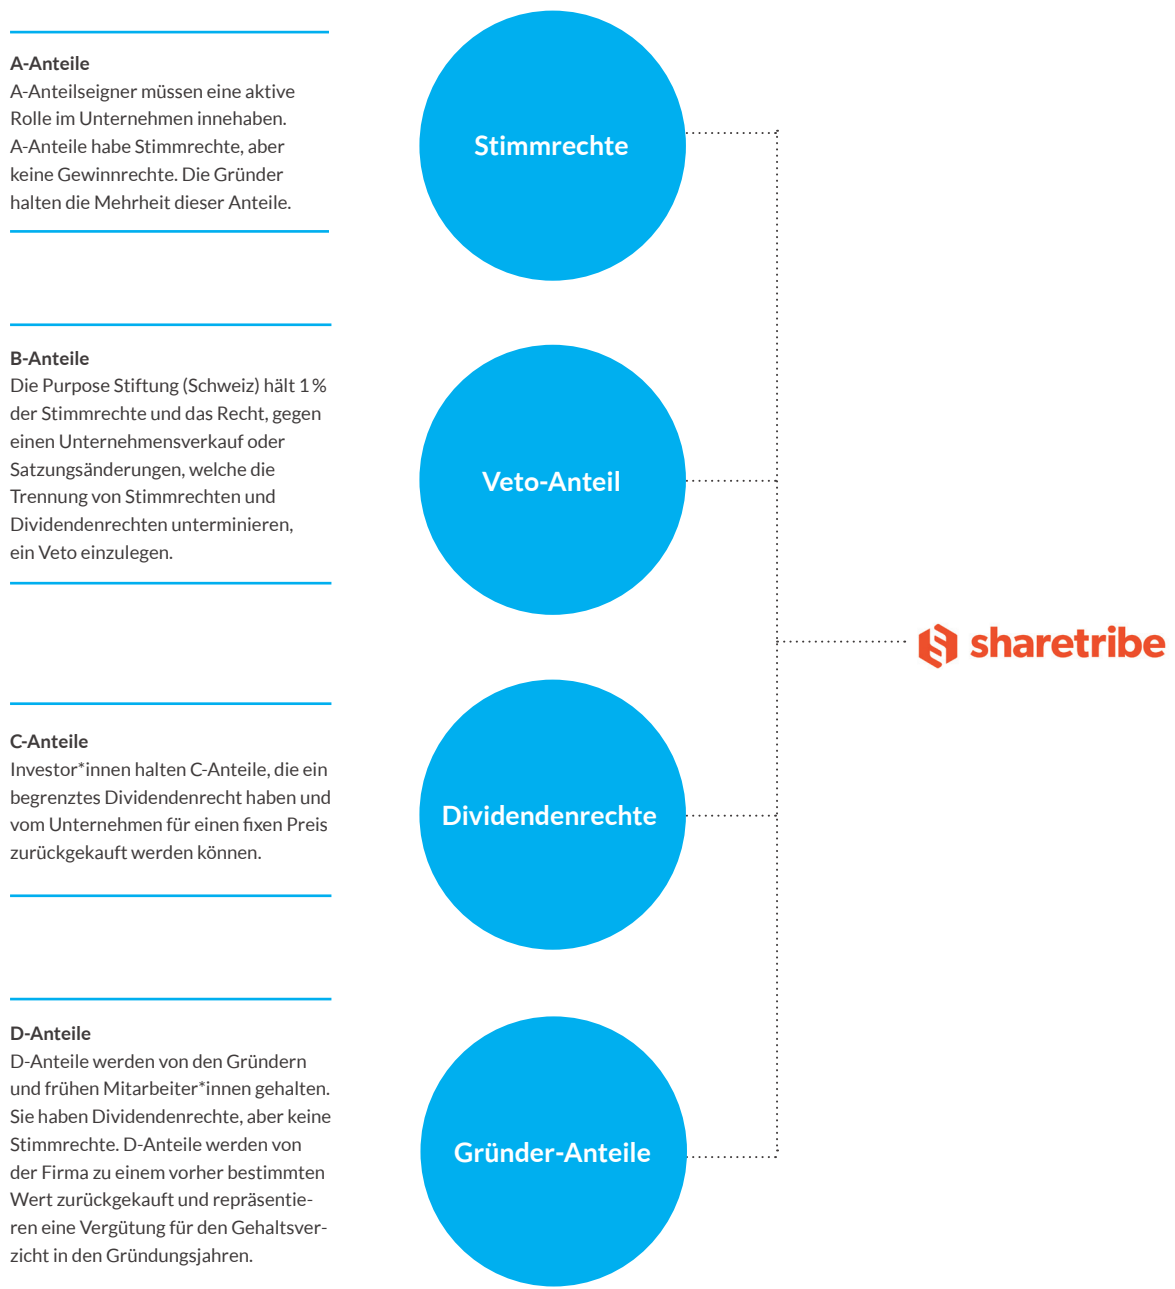 A-Anteile
A-Anteilseigner müssen eine aktive
Rolle im Unternehmen innehaben.
A-Anteile habe Stimmrechte, aber
keine Gewinnrechte. Die Gründer
halten die Mehrheit dieser Anteile.
Stimmrechte
B-Anteile
Die Purpose Stiftung (Schweiz) hält 1 %
der Stimmrechte und das Recht, gegen
einen Unternehmensverkauf oder
Satzungsänderungen, welche die
Trennung von Stimmrechten und
Dividendenrechten unterminieren,
ein Veto einzulegen.
Veto-Anteil
C-Anteile
Investor*innen halten C-Anteile, die ein
begrenztes Dividendenrecht haben und
vom Unternehmen für einen fixen Preis
zurückgekauft werden können.
Dividendenrechte
D-Anteile
D-Anteile werden von den Gründern
und frühen Mitarbeiter*innen gehalten.
Sie haben Dividendenrechte, aber keine
Stimmrechte. D-Anteile werden von
der Firma zu einem vorher bestimmten
Wert zurückgekauft und repräsentie-
ren eine Vergütung für den Gehaltsver-
zicht in den Gründungsjahren.
Gründer-Anteile
sharetribe